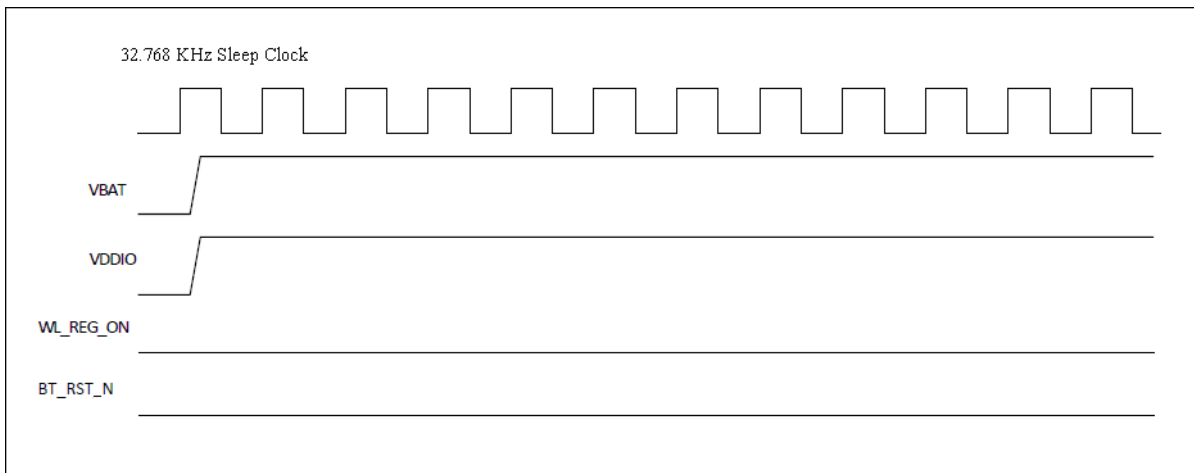 32.768 KHz Sleep Clock
VBAT
VDDIO
WL_REG_ON
BT_RST_N